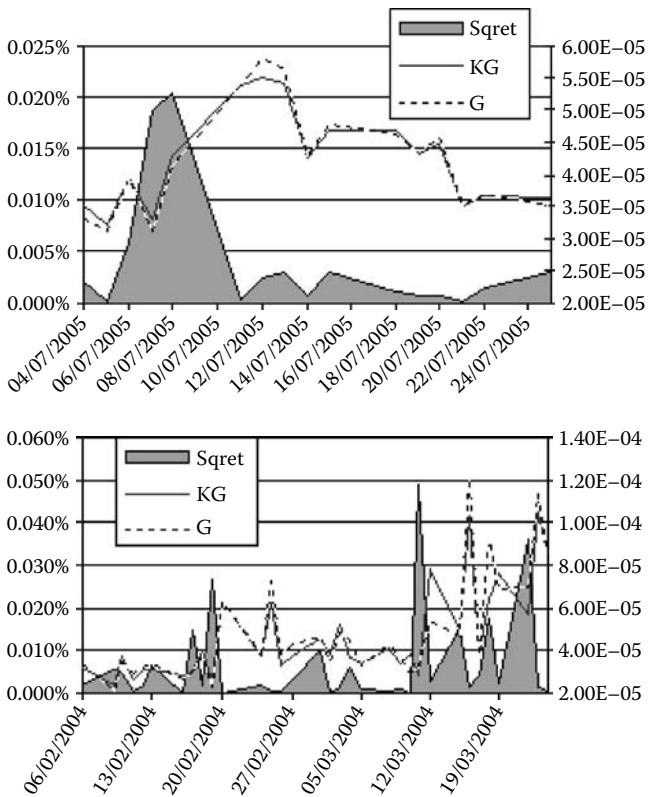 0.025%
0.020%
0.015%
0.010%
0.005%
0.000%
Sqret
KG
G
6.00E–05
5.50E–05
5.00E–05
4.50E–05
4.00E–05
3.50E–05
3.00E–05
2.50E–05
2.00E–05
04/07/2005
06/07/2005
08/07/2005
10/07/2005
12/07/2005
14/07/2005
16/07/2005
18/07/2005
20/07/2005
22/07/2005
24/07/2005
0.060%
0.050%
0.040%
0.030%
0.020%
0.010%
0.000%
Sqret
KG
G
1.40E–04
1.20E–04
1.00E–04
8.00E–05
6.00E–05
4.00E–05
2.00E–05
06/02/2004
13/02/2004
20/02/2004
27/02/2004
05/03/2004
12/03/2004
19/03/2004